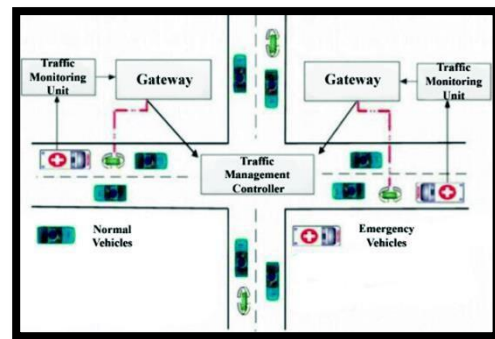 Traffic
Monitoring
Unit
Gateway
Gateway
Traffic
Monitoring
Unit
Traffic
Management
Controller
Normal
Vehicles
Emergency
Vehicles